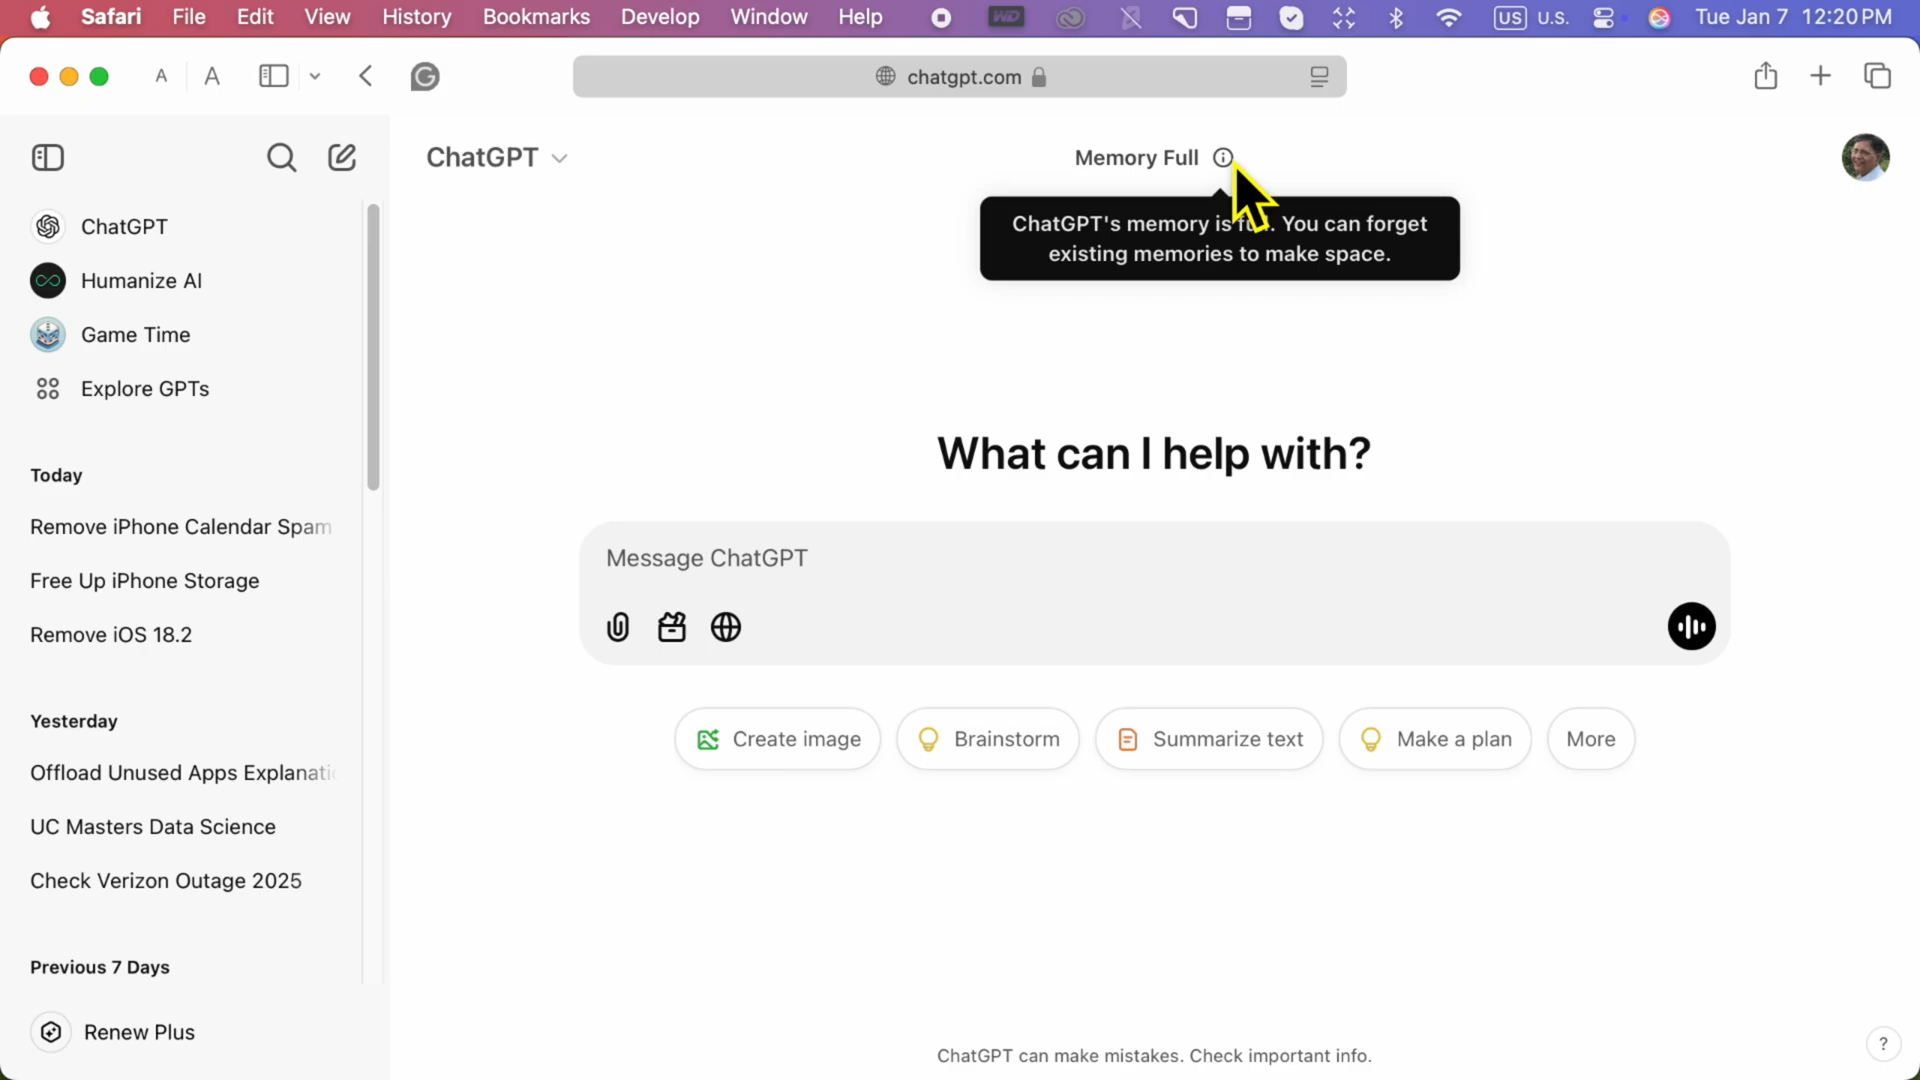 Safari File Edit View History Bookmarks Develop Window Help WD US U.S. Tue Jan 7 12:20 PM
A A chatgpt.com
ChatGPT
Memory Full
ChatGPT's memory is full. You can forget
existing memories to make space.
ChatGPT
Humanize AI
Game Time
Explore GPTs
Today
Remove iPhone Calendar Spam
Free Up iPhone Storage
Remove iOS 18.2
Yesterday
Offload Unused Apps Explanati
UC Masters Data Science
Check Verizon Outage 2025
Previous 7 Days
Renew Plus
What can I help with?
Message ChatGPT
Create image Brainstorm Summarize text Make a plan More
ChatGPT can make mistakes. Check important info.
?